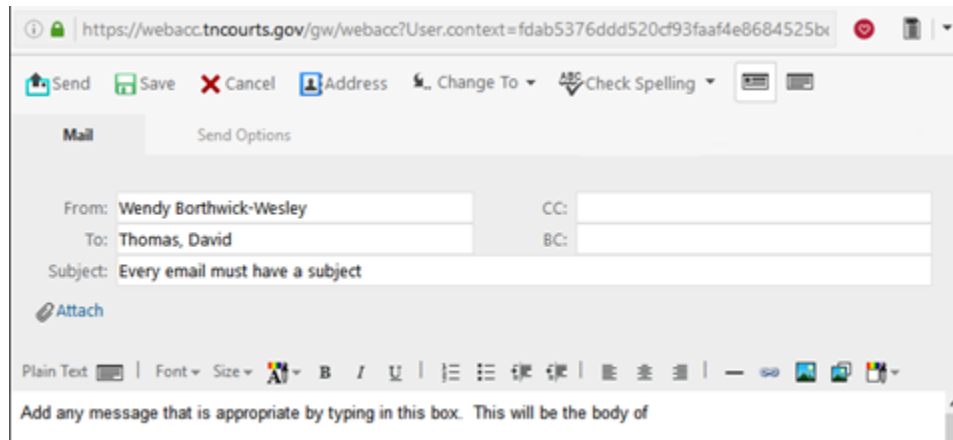 https://webacc.tncourts.gov/gw/webacc?User.context=fdab5376ddd520cf93faaf4e8684525b
Send Save Cancel Address Change To ABC Check Spelling
Mail Send Options
From: Wendy Borthwick-Wesley CC:
To: Thomas, David BC:
Subject: Every email must have a subject
Attach
Plain Text Font Size A B I U
Add any message that is appropriate by typing in this box. This will be the body of